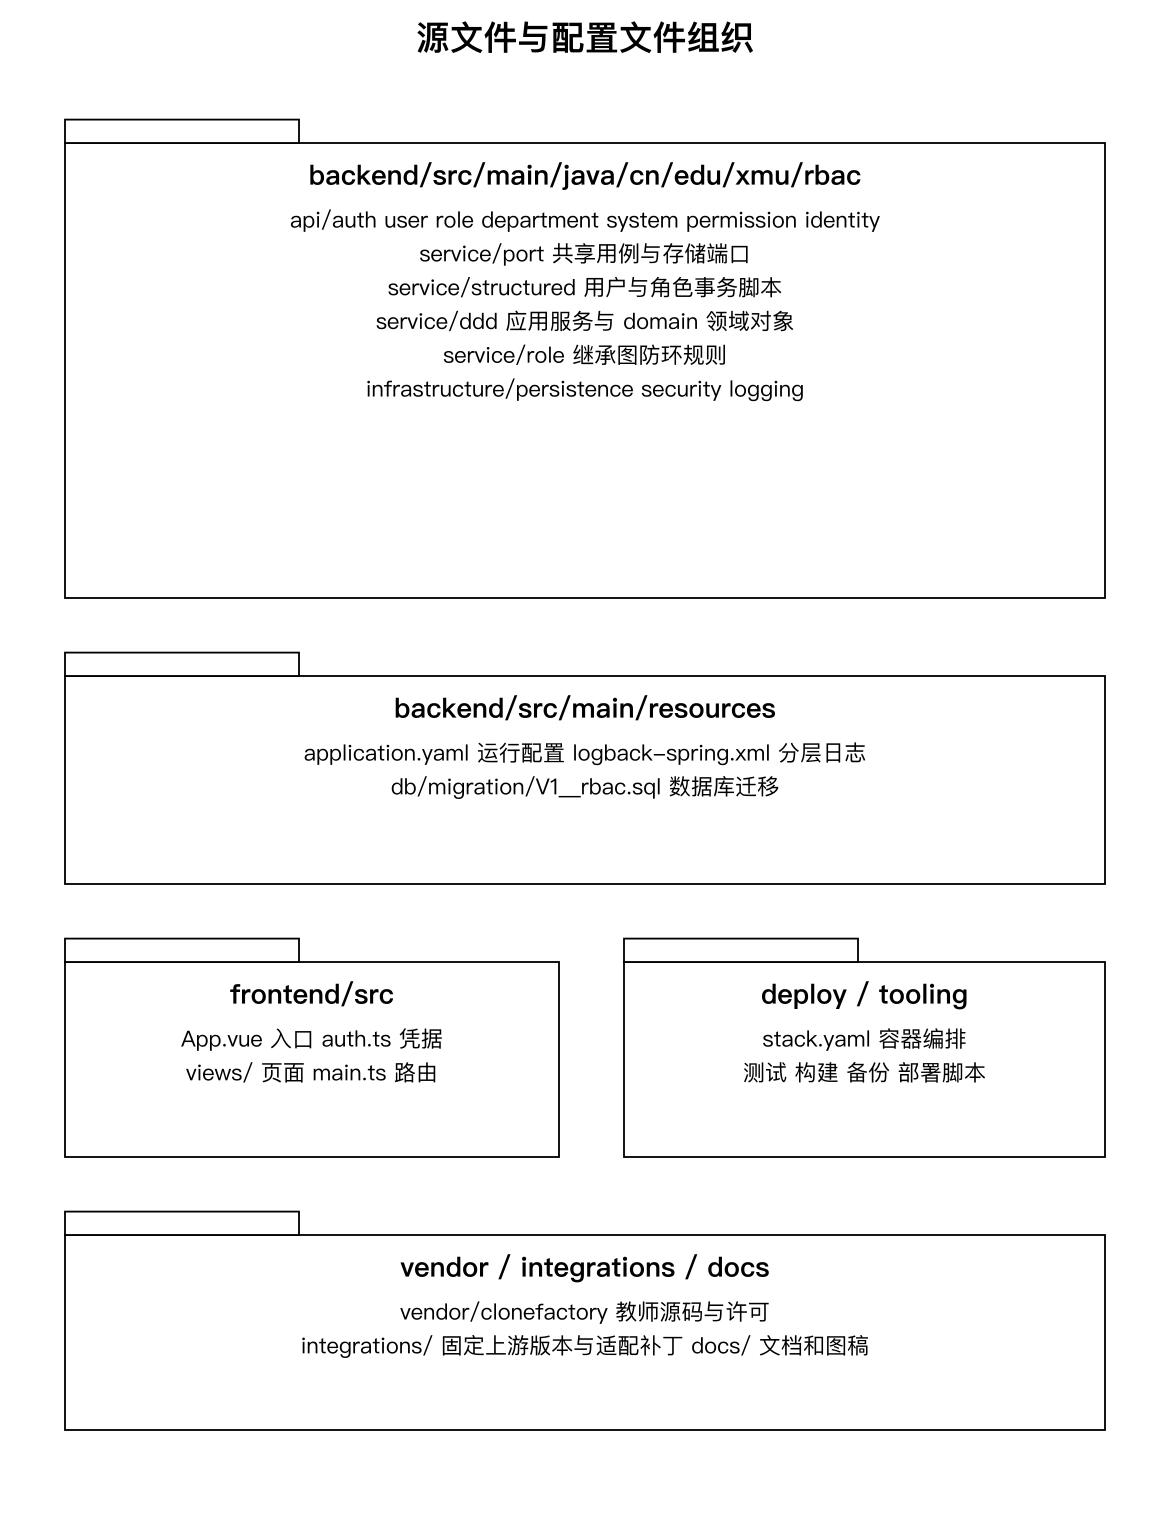 源文件与配置文件组织
backend/src/main/java/cn/edu/xmu/rbac
api/auth user role department system permission identity
service/port 共享用例与存储端口
service/structured 用户与角色事务脚本
service/ddd 应用服务与 domain 领域对象
service/role 继承图防环规则
infrastructure/persistence security logging
backend/src/main/resources
application.yaml 运行配置 logback-spring.xml 分层日志
db/migration/V1__rbac.sql 数据库迁移
frontend/src
App.vue 入口 auth.ts 凭据
views/ 页面 main.ts 路由
deploy / tooling
stack.yaml 容器编排
测试 构建 备份 部署脚本
vendor / integrations / docs
vendor/clonefactory 教师源码与许可
integrations/ 固定上游版本与适配补丁 docs/ 文档和图稿